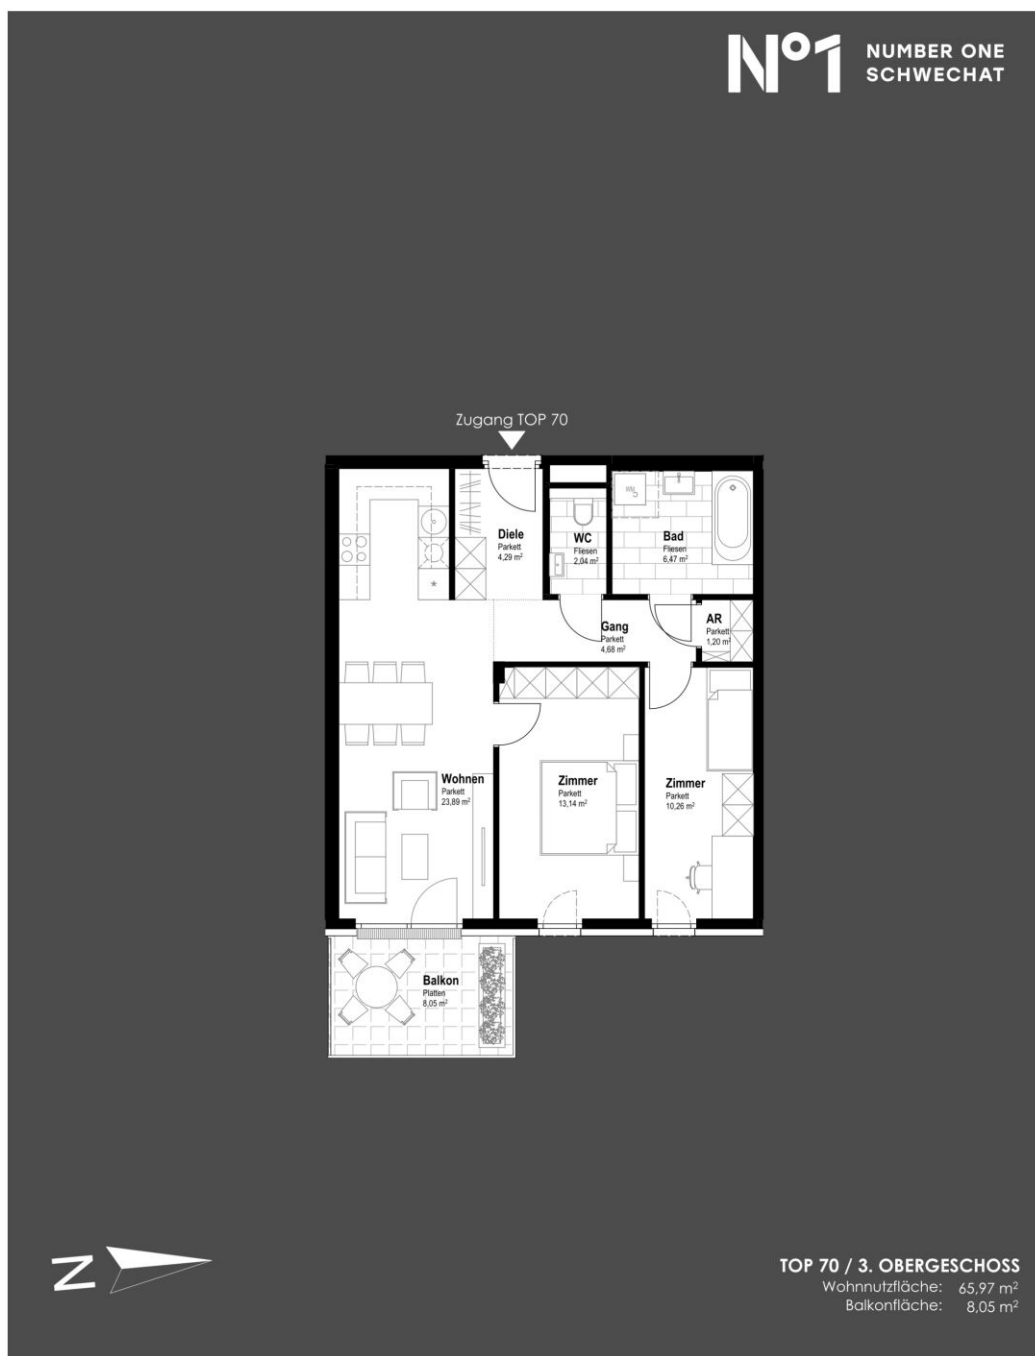 Nº1
NUMBER ONE
SCHWECHAT
Zugang TOP 70
Diele
Parkett
4,29 m²
WC
Fliesen
2,04 m²
Bad
Fliesen
6,47 m²
WM
Gang
Parkett
4,68 m²
AR
Parkett
1,20 m²
Wohnen
Parkett
23,89 m²
Zimmer
Parkett
13,14 m²
Zimmer
Parkett
10,26 m²
Balkon
Platten
8,05 m²
N
TOP 70 / 3. OBERGESCHOSS
Wohnnutzfläche: 65,97 m²
Balkonfläche: 8,05 m²